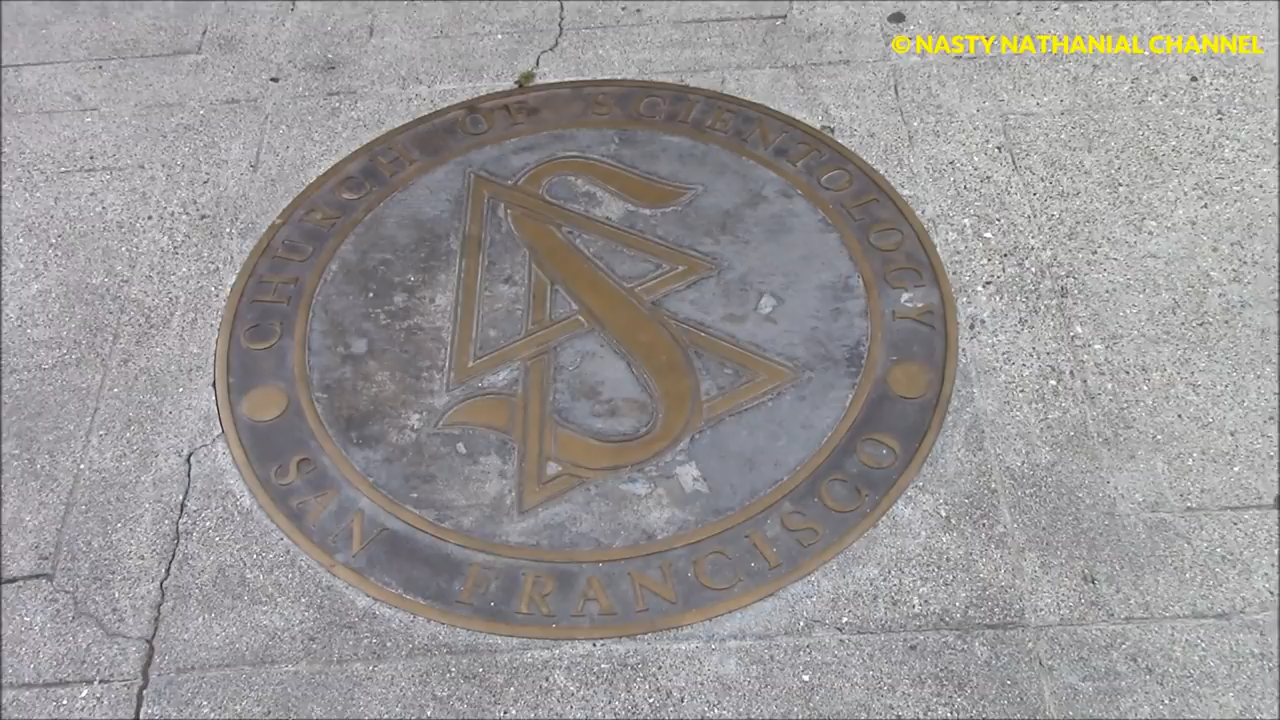 © NASTY NATHANIAL CHANNEL
CHURCH OF SCIENTOLOGY
SAN FRANCISCO